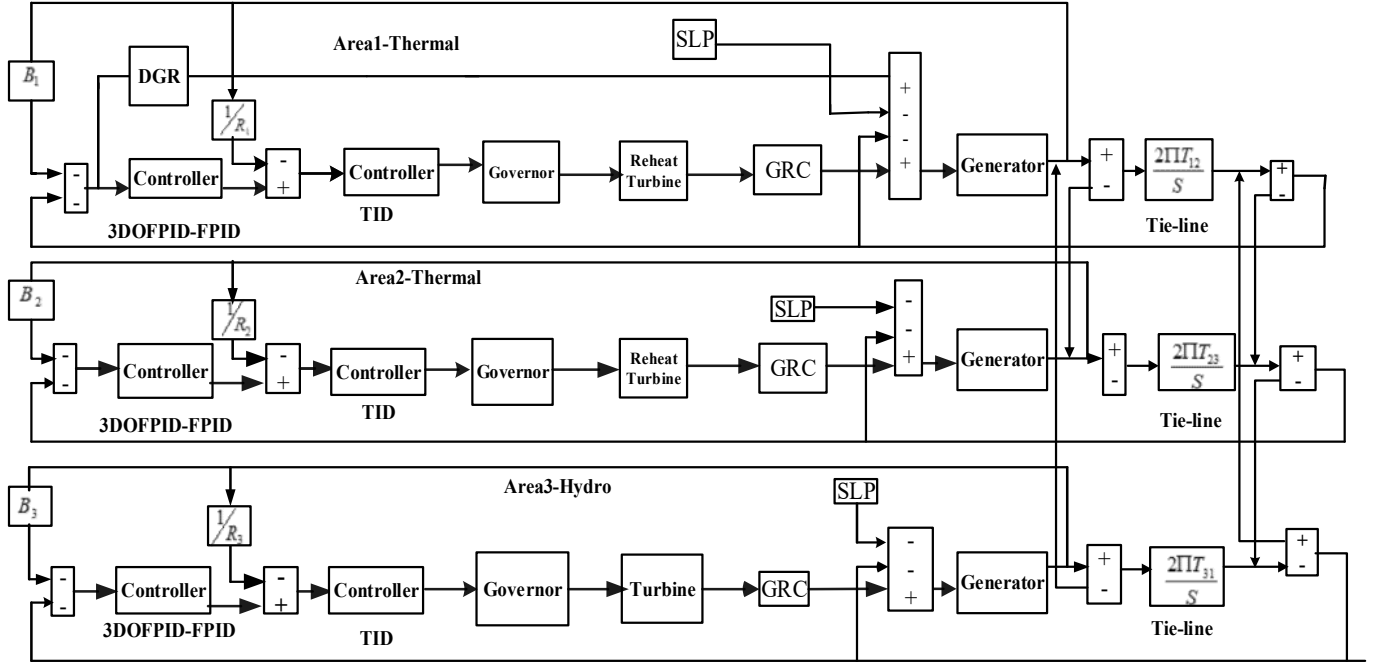 Area1-Thermal
SLP
B₁
DGR
1/R₁
+
-
-
+
-
-
Controller
-
+
Controller
Governor
Reheat
Turbine
GRC
Generator
+
-
2ΠT₁₂
S
+
-
3DOFPID-FPID
TID
Tie-line
Area2-Thermal
B₂
1/R₂
SLP
-
-
+
-
-
Controller
-
+
Controller
Governor
Reheat
Turbine
GRC
Generator
+
-
2ΠT₂₃
S
+
-
3DOFPID-FPID
TID
Tie-line
Area3-Hydro
B₃
1/R₃
SLP
-
-
+
-
-
Controller
-
+
Controller
Governor
Turbine
GRC
Generator
+
-
2ΠT₃₁
S
+
-
3DOFPID-FPID
TID
Tie-line